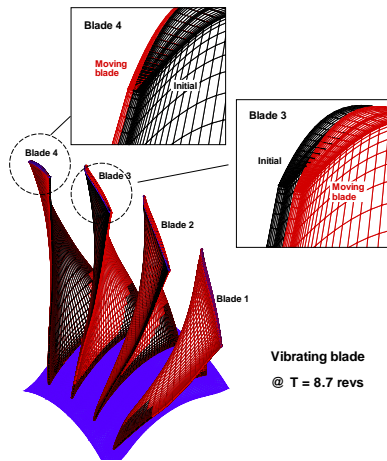 Blade 4
Moving
blade
Initial
Blade 3
Initial
Moving
blade
Blade 4
Blade 3
Blade 2
Blade 1
Vibrating blade
@ T = 8.7 revs